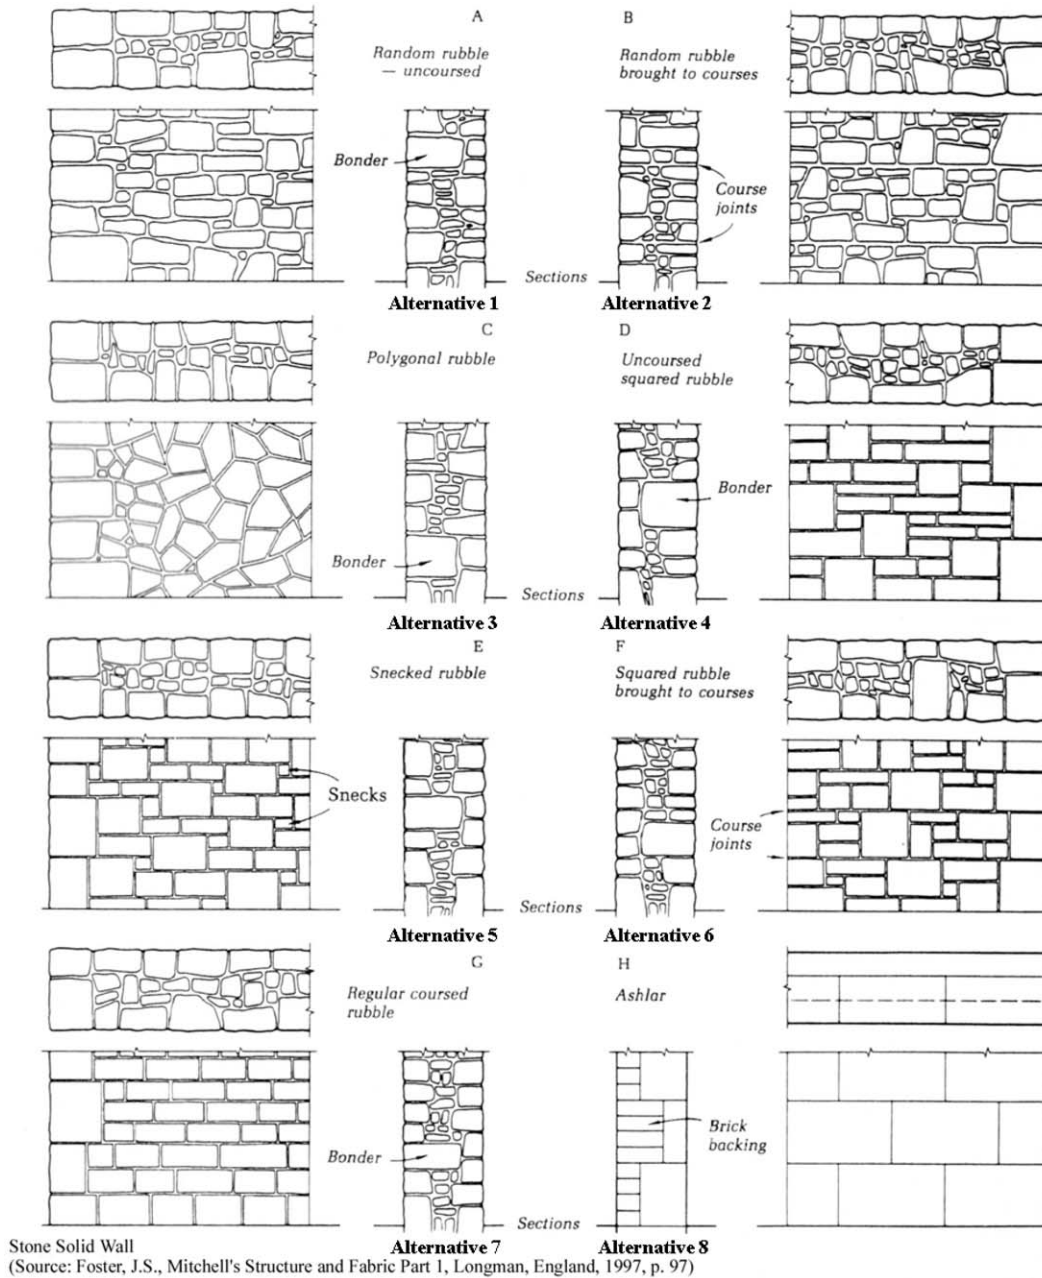 A
Random rubble
— uncoursed
B
Random rubble
brought to courses
Bonder
Course
joints
Sections
Alternative 1
Alternative 2
C
Polygonal rubble
D
Uncoursed
squared rubble
Bonder
Bonder
Sections
Alternative 3
Alternative 4
E
Snecked rubble
F
Squared rubble
brought to courses
Snecks
Course
joints
Sections
Alternative 5
Alternative 6
G
Regular coursed
rubble
H
Ashlar
Bonder
Brick
backing
Sections
Alternative 7
Alternative 8
Stone Solid Wall
(Source: Foster, J.S., Mitchell's Structure and Fabric Part 1, Longman, England, 1997, p. 97)